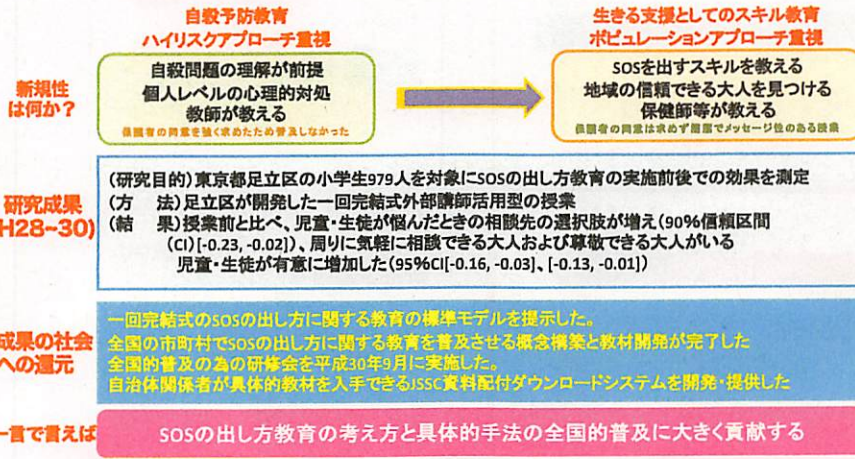 自殺予防教育
ハイリスクアプローチ重視
生きる支援としてのスキル教育
ポピュレーションアプローチ重視
新規性
は何か？
自殺問題の理解が前提
個人レベルの心理的対処
教師が教える
保護者の同意を強く求めたため普及しなかった
SOSを出すスキルを教える
地域の信頼できる大人を見つける
保健師等が教える
保護者の同意は求めず簡潔でメッセージ性のある授業
研究成果
H28~30)
(研究目的)東京都足立区の小学生979人を対象にSOSの出し方教育の実施前後での効果を測定
(方　法)足立区が開発した一回完結式外部講師活用型の授業
(結　果)授業前と比べ、児童・生徒が悩んだときの相談先の選択肢が増え(90%信頼区間
(CI)[-0.23, -0.02])、周りに気軽に相談できる大人および尊敬できる大人がいる
児童・生徒が有意に増加した(95%CI[-0.16, -0.03]、[-0.13, -0.01])
成果の社会
への還元
一回完結式のSOSの出し方に関する教育の標準モデルを提示した。
全国の市町村でSOSの出し方に関する教育を普及させる概念構築と教材開発が完了した
全国的普及の為の研修会を平成30年9月に実施した。
自治体関係者が具体的教材を入手できるJSSC資料配付ダウンロードシステムを開発・提供した
一言で言えば
SOSの出し方教育の考え方と具体的手法の全国的普及に大きく貢献する